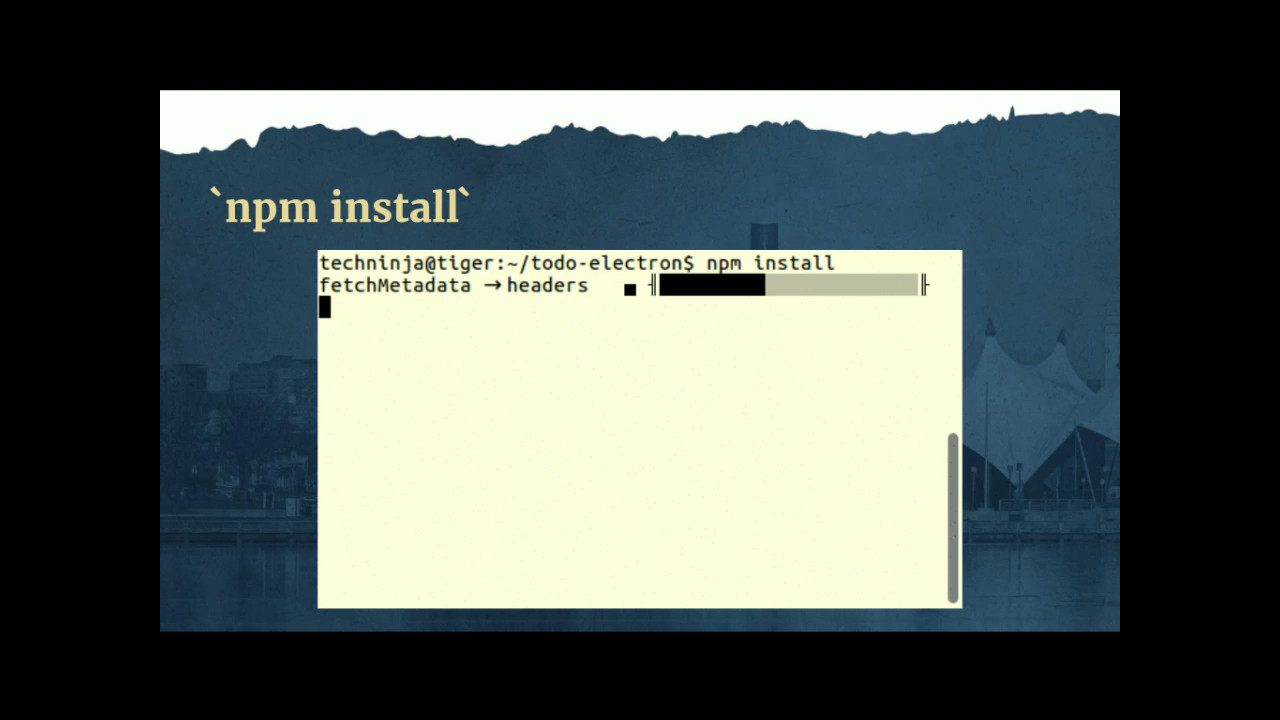 `npm install`
techninja@tiger:~/todo-electron$ npm install
fetchMetadata →headers